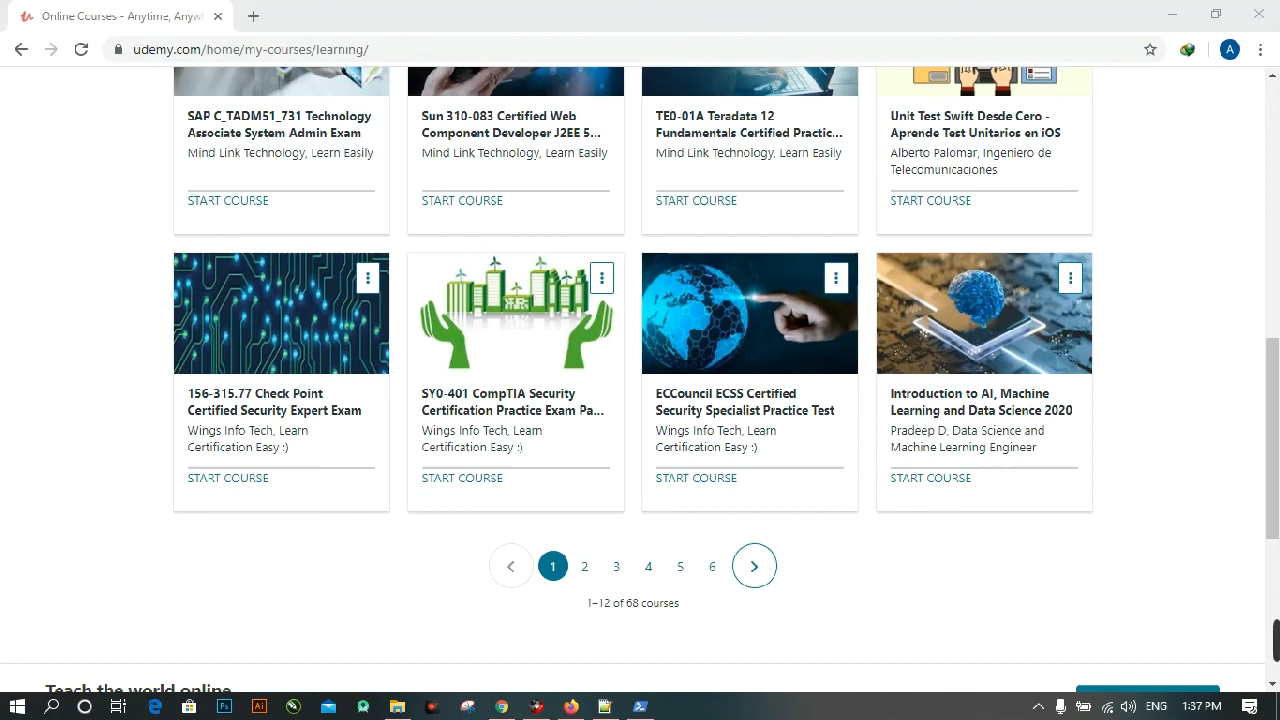 Online Courses - Anytime, Anywh
udemy.com/home/my-courses/learning/
A
SAP C_TADM51_731 Technology
Associate System Admin Exam
Mind Link Technology, Learn Easily
START COURSE
Sun 310-083 Certified Web
Component Developer J2EE 5...
Mind Link Technology, Learn Easily
START COURSE
TE0-01A Teradata 12
Fundamentals Certified Practic...
Mind Link Technology, Learn Easily
START COURSE
Unit Test Swift Desde Cero -
Aprende Test Unitarios en iOS
Alberto Palomar, Ingeniero de
Telecomunicaciones
START COURSE
156-315.77 Check Point
Certified Security Expert Exam
Wings Info Tech, Learn
Certification Easy :)
START COURSE
SY0-401 CompTIA Security
Certification Practice Exam Pa...
Wings Info Tech, Learn
Certification Easy :)
START COURSE
ECCouncil ECSS Certified
Security Specialist Practice Test
Wings Info Tech, Learn
Certification Easy :)
START COURSE
Introduction to AI, Machine
Learning and Data Science 2020
Pradeep D, Data Science and
Machine Learning Engineer
START COURSE
1 2 3 4 5 6
1–12 of 68 courses
Teach the world online
Ps Ai ENG 1:37 PM